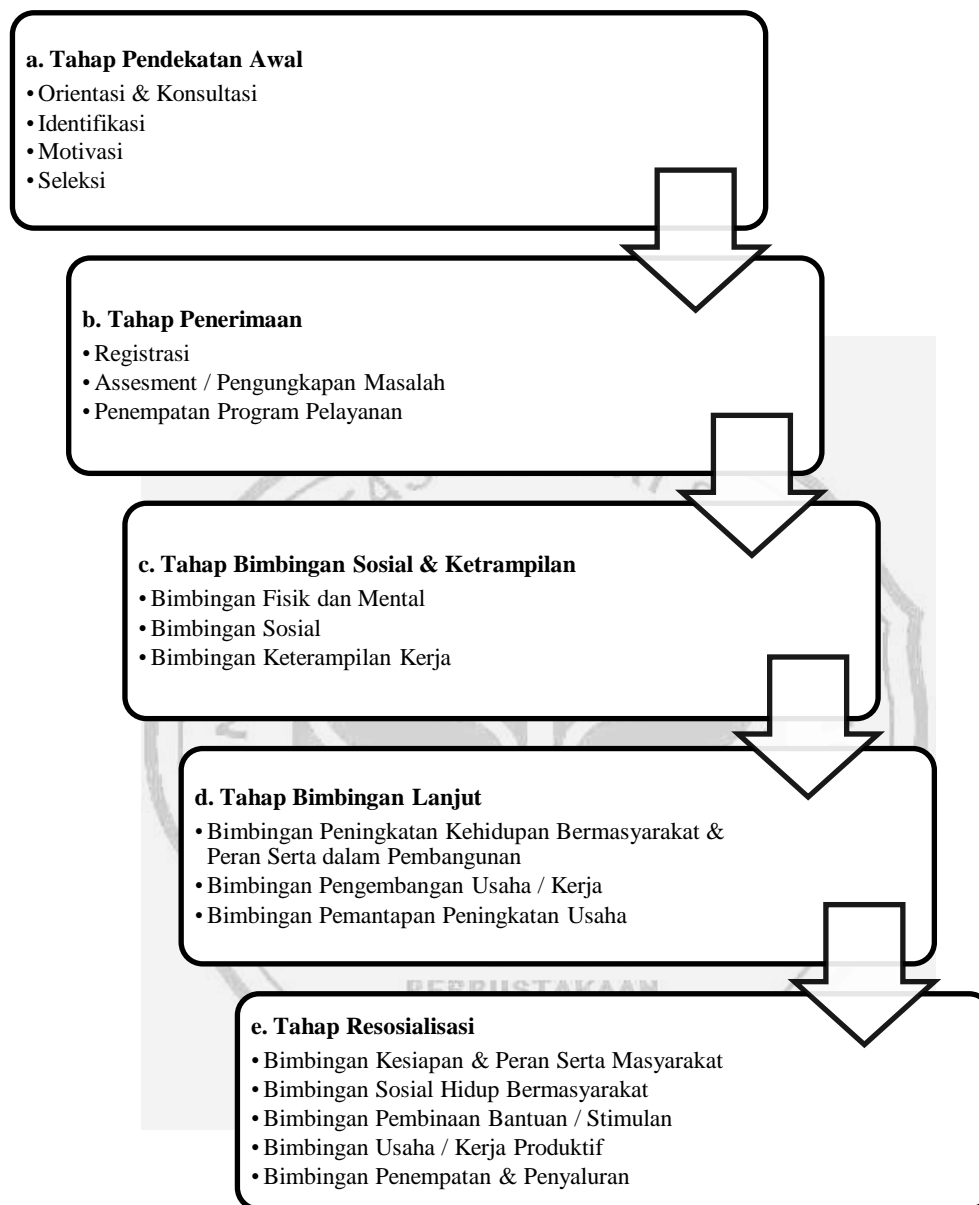 a. Tahap Pendekatan Awal
• Orientasi & Konsultasi
• Identifikasi
• Motivasi
• Seleksi
b. Tahap Penerimaan
• Registrasi
• Assesment / Pengungkapan Masalah
• Penempatan Program Pelayanan
c. Tahap Bimbingan Sosial & Ketrampilan
• Bimbingan Fisik dan Mental
• Bimbingan Sosial
• Bimbingan Keterampilan Kerja
d. Tahap Bimbingan Lanjut
• Bimbingan Peningkatan Kehidupan Bermasyarakat &
Peran Serta dalam Pembangunan
• Bimbingan Pengembangan Usaha / Kerja
• Bimbingan Pemantapan Peningkatan Usaha
PERPUSTAKAAN
e. Tahap Resosialisasi
• Bimbingan Kesiapan & Peran Serta Masyarakat
• Bimbingan Sosial Hidup Bermasyarakat
• Bimbingan Pembinaan Bantuan / Stimulan
• Bimbingan Usaha / Kerja Produktif
• Bimbingan Penempatan & Penyaluran